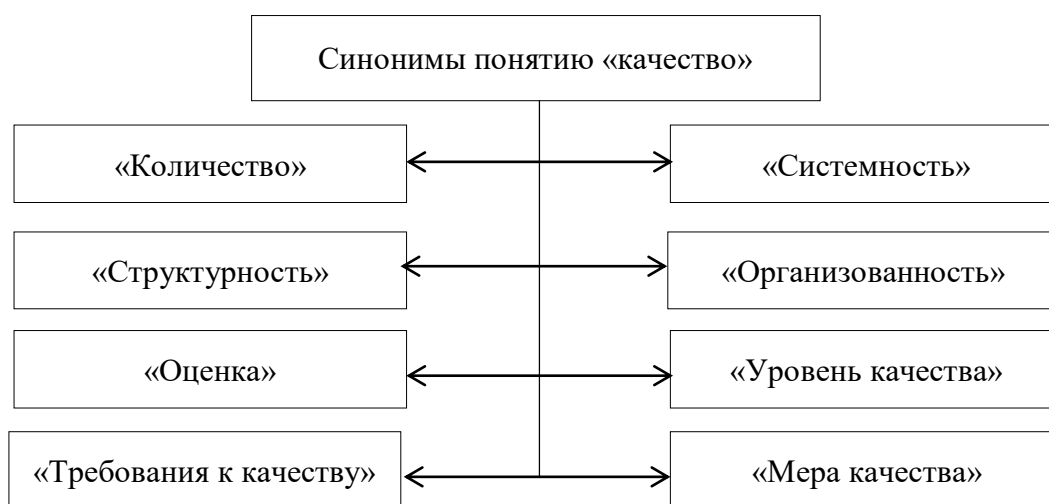 Синонимы понятию «качество»
«Количество»
«Системность»
«Структурность»
«Организованность»
«Оценка»
«Уровень качества»
«Требования к качеству»
«Мера качества»